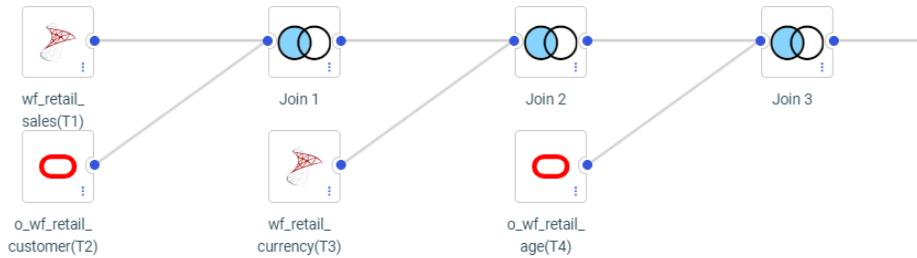 wf_retail_
sales(T1)
Join 1
Join 2
Join 3
o_wf_retail_
customer(T2)
wf_retail_
currency(T3)
o_wf_retail_
age(T4)